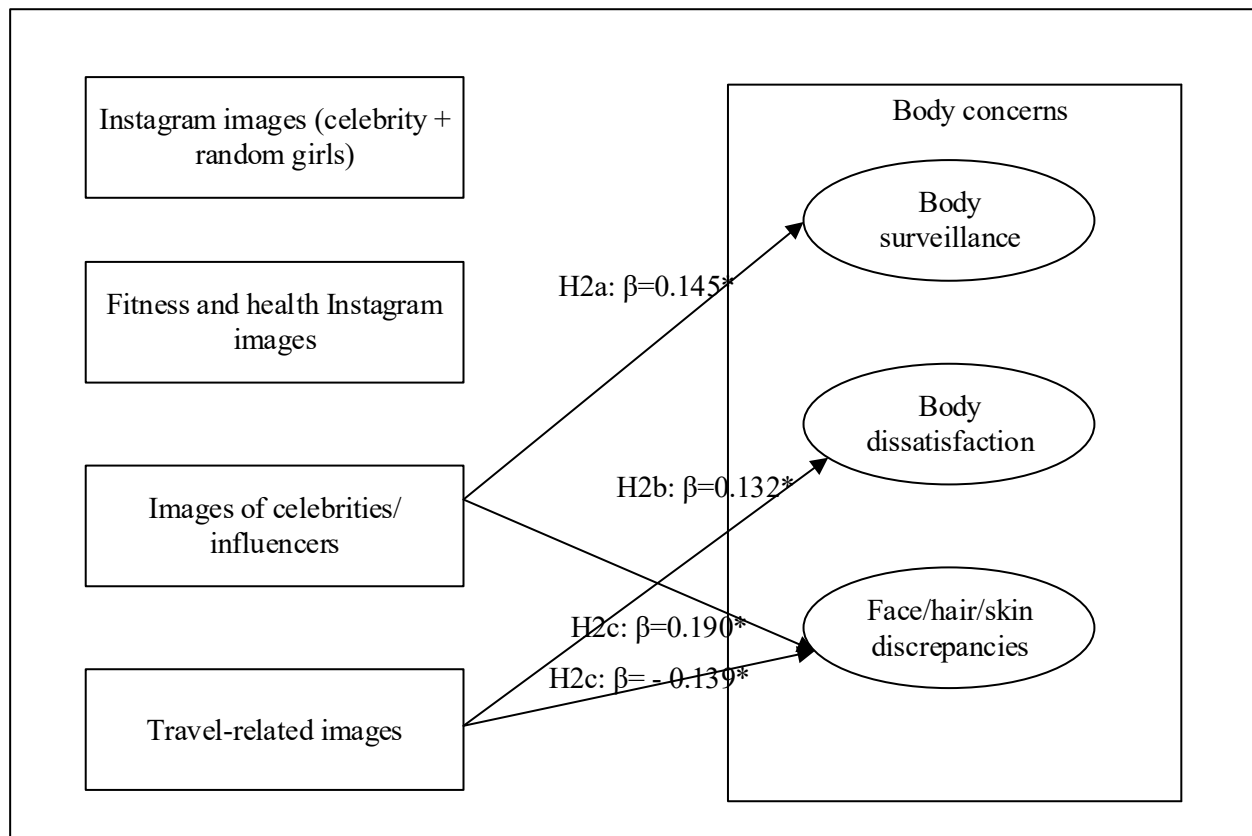 Instagram images (celebrity +
random girls)
Fitness and health Instagram
images
Images of celebrities/
influencers
Travel-related images
H2a: β=0.145*
H2b: β=0.132*
H2c: β=0.190*
H2c: β= - 0.139*
Body concerns
Body
surveillance
Body
dissatisfaction
Face/hair/skin
discrepancies